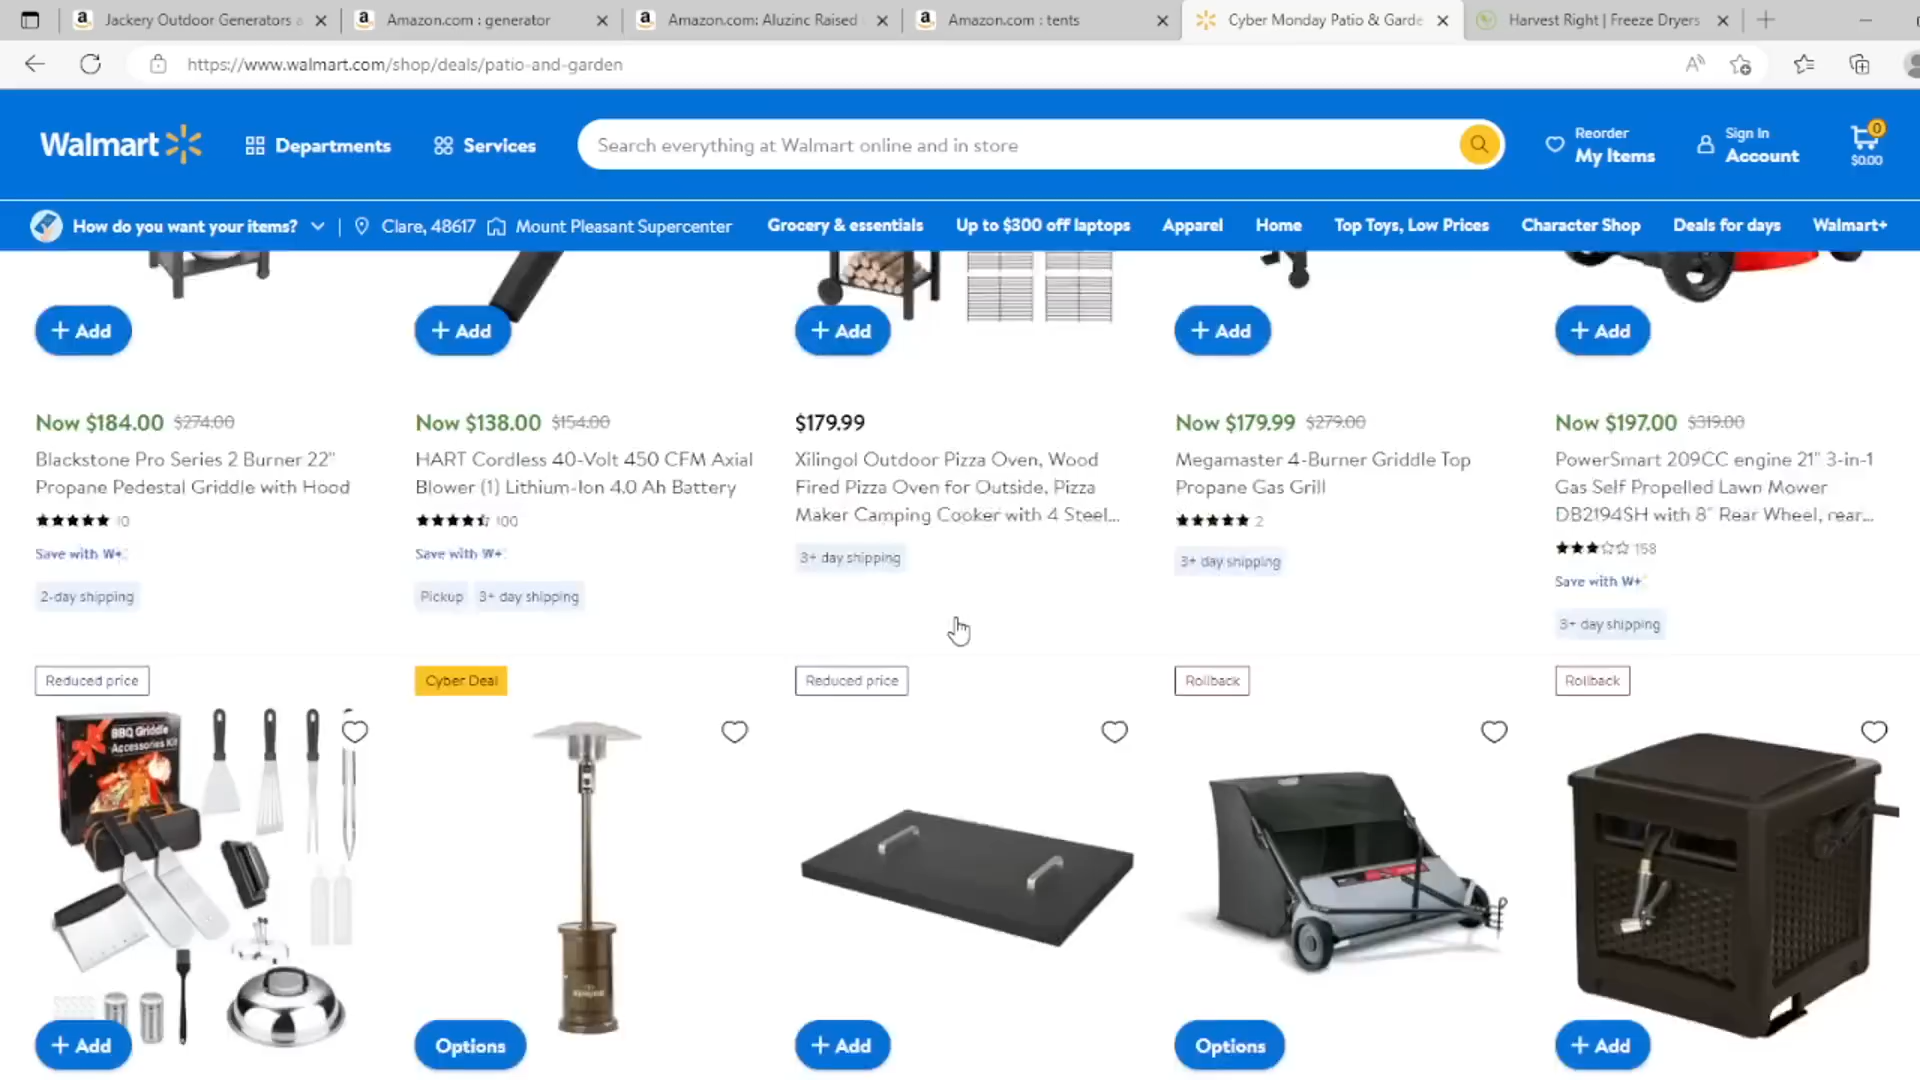 Jackery Outdoor Generators a
Amazon.com : generator
Amazon.com: Aluzinc Raised
Amazon.com : tents
Cyber Monday Patio & Garde
Harvest Right | Freeze Dryers
https://www.walmart.com/shop/deals/patio-and-garden
Walmart
Departments
Services
Search everything at Walmart online and in store
Reorder
My Items
Sign In
Account
0
$0.00
How do you want your items?
Clare, 48617
Mount Pleasant Supercenter
Grocery & essentials
Up to $300 off laptops
Apparel
Home
Top Toys, Low Prices
Character Shop
Deals for days
Walmart+
+ Add
+ Add
+ Add
+ Add
+ Add
Now $184.00 $274.00
Blackstone Pro Series 2 Burner 22"
Propane Pedestal Griddle with Hood
10
Save with W+
2-day shipping
Now $138.00 $154.00
HART Cordless 40-Volt 450 CFM Axial
Blower (1) Lithium-Ion 4.0 Ah Battery
100
Save with W+
Pickup 3+ day shipping
$179.99
Xilingol Outdoor Pizza Oven, Wood
Fired Pizza Oven for Outside, Pizza
Maker Camping Cooker with 4 Steel...
3+ day shipping
Now $179.99 $279.00
Megamaster 4-Burner Griddle Top
Propane Gas Grill
2
3+ day shipping
Now $197.00 $319.00
PowerSmart 209CC engine 21" 3-in-1
Gas Self Propelled Lawn Mower
DB2194SH with 8" Rear Wheel, rear...
158
Save with W+
3+ day shipping
Reduced price
Cyber Deal
Reduced price
Rollback
Rollback
BBQ Griddle
Accessories Kit
+ Add
Options
+ Add
Options
+ Add